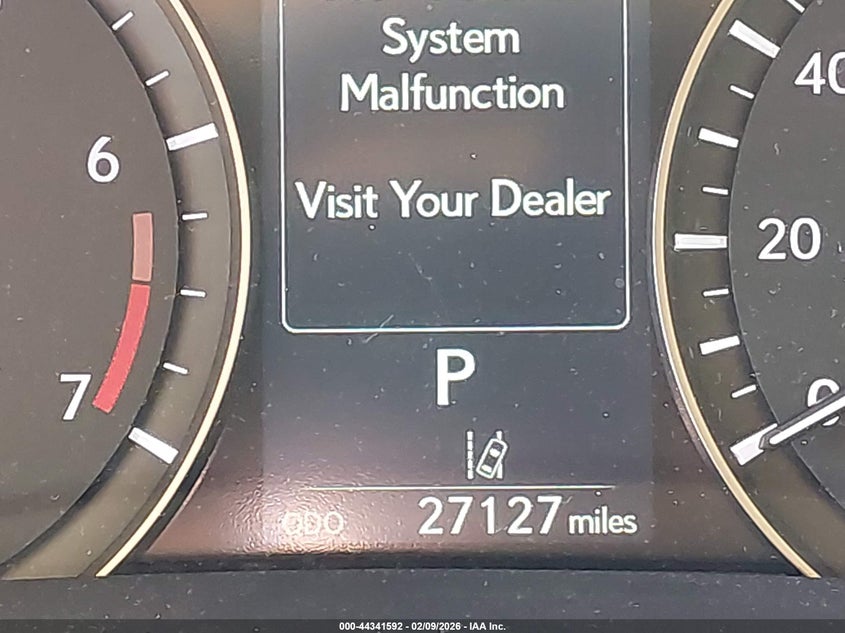 System
Malfunction
40
6
Visit Your Dealer
20
P
7
0
ODO 27127 miles
000-44341592 - 02/09/2026 - IAA Inc.